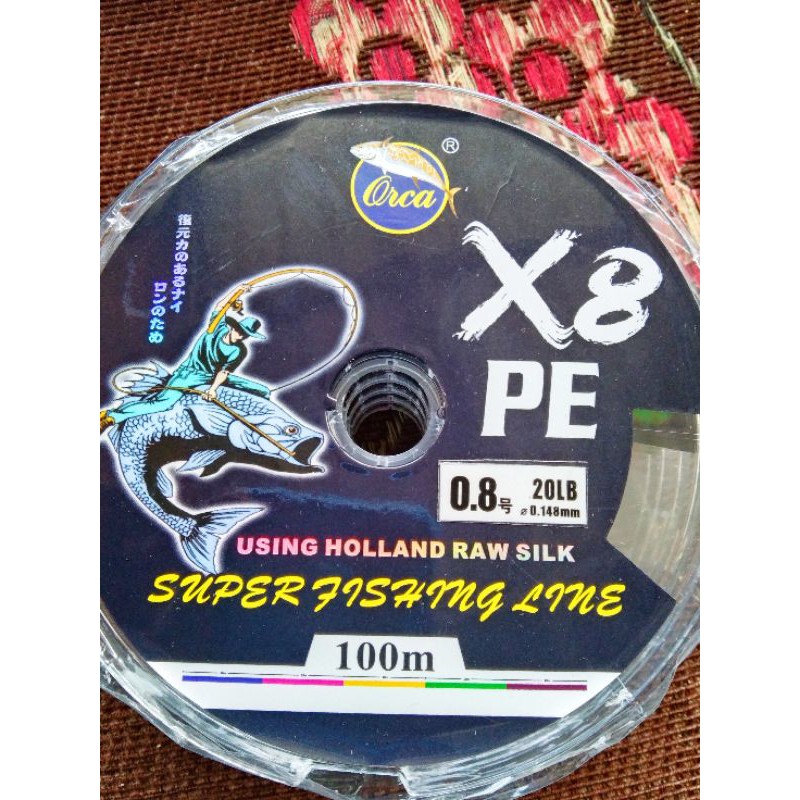 Orca ®
復元力のあるナイ
ロンのため
X8
PE
0.8号 20LB
⌀0.148mm
USING HOLLAND RAW SILK
SUPER FISHING LINE
100m